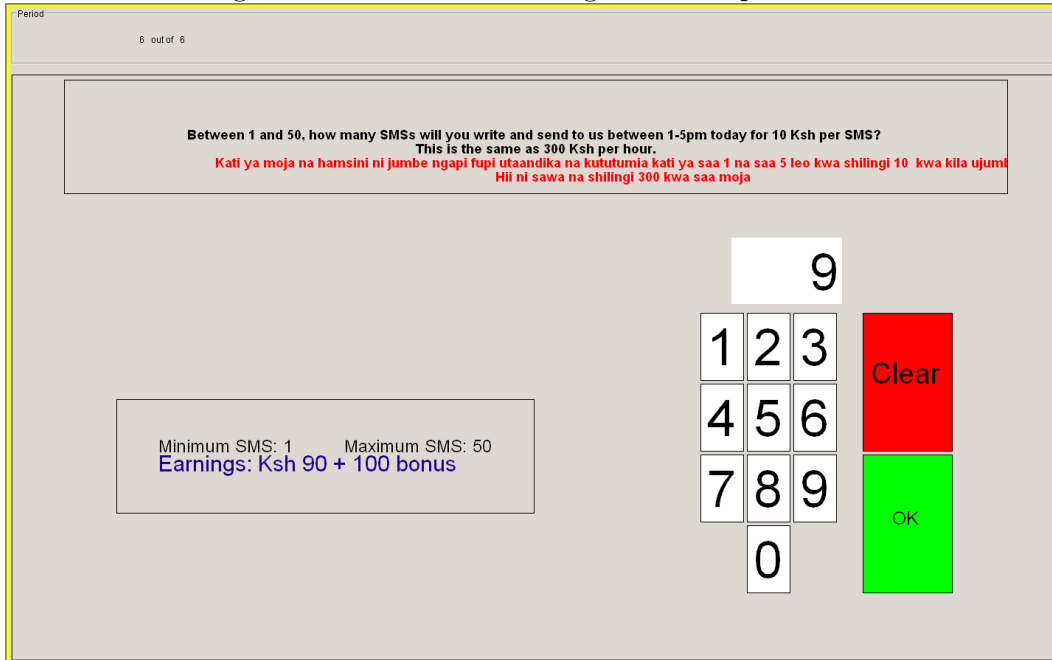 Period
6 out of 6
Between 1 and 50, how many SMSs will you write and send to us between 1-5pm today for 10 Ksh per SMS?
This is the same as 300 Ksh per hour.
Kati ya moja na hamsini ni jumbe ngapi fupi utaandika na kututumia kati ya saa 1 na saa 5 leo kwa shilingi 10 kwa kila
Hii ni sawa na shilingi 300 kwa saa moja
9
1 2 3
Clear
4 5 6
Minimum SMS: 1 Maximum SMS: 50
Earnings: Ksh 90 + 100 bonus
7 8 9
OK
0